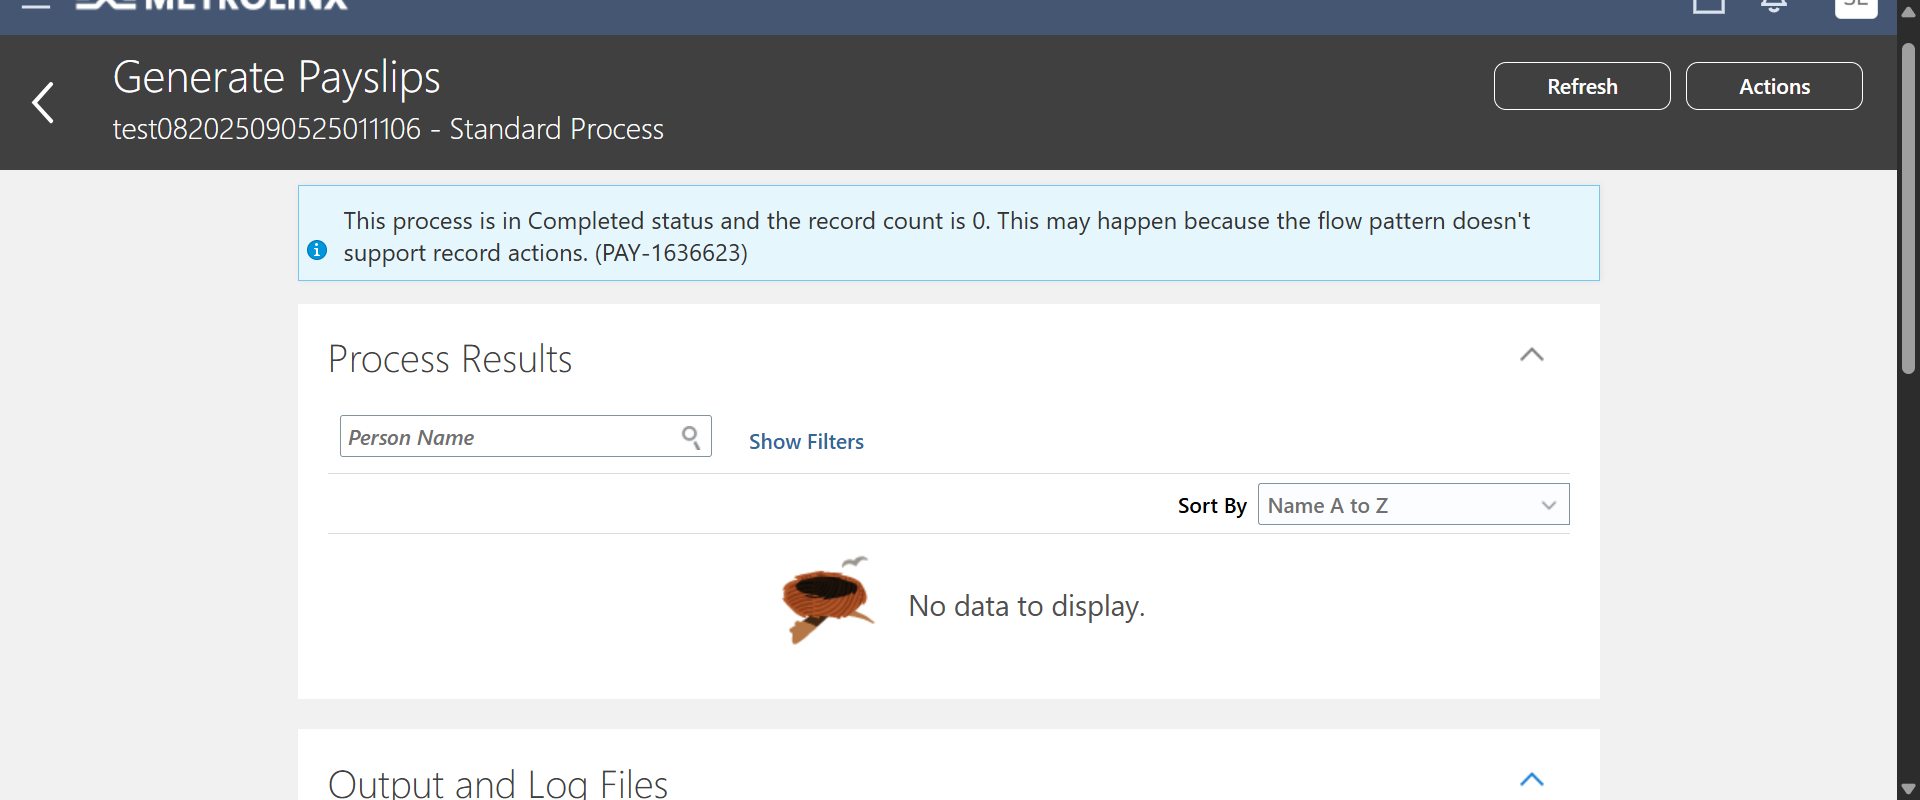 METROLINX
Generate Payslips
Refresh
Actions
test082025090525011106 - Standard Process
This process is in Completed status and the record count is 0. This may happen because the flow pattern doesn't
support record actions. (PAY-1636623)
Process Results
Person Name
Show Filters
Sort By
Name A to Z
No data to display.
Output and Log Files